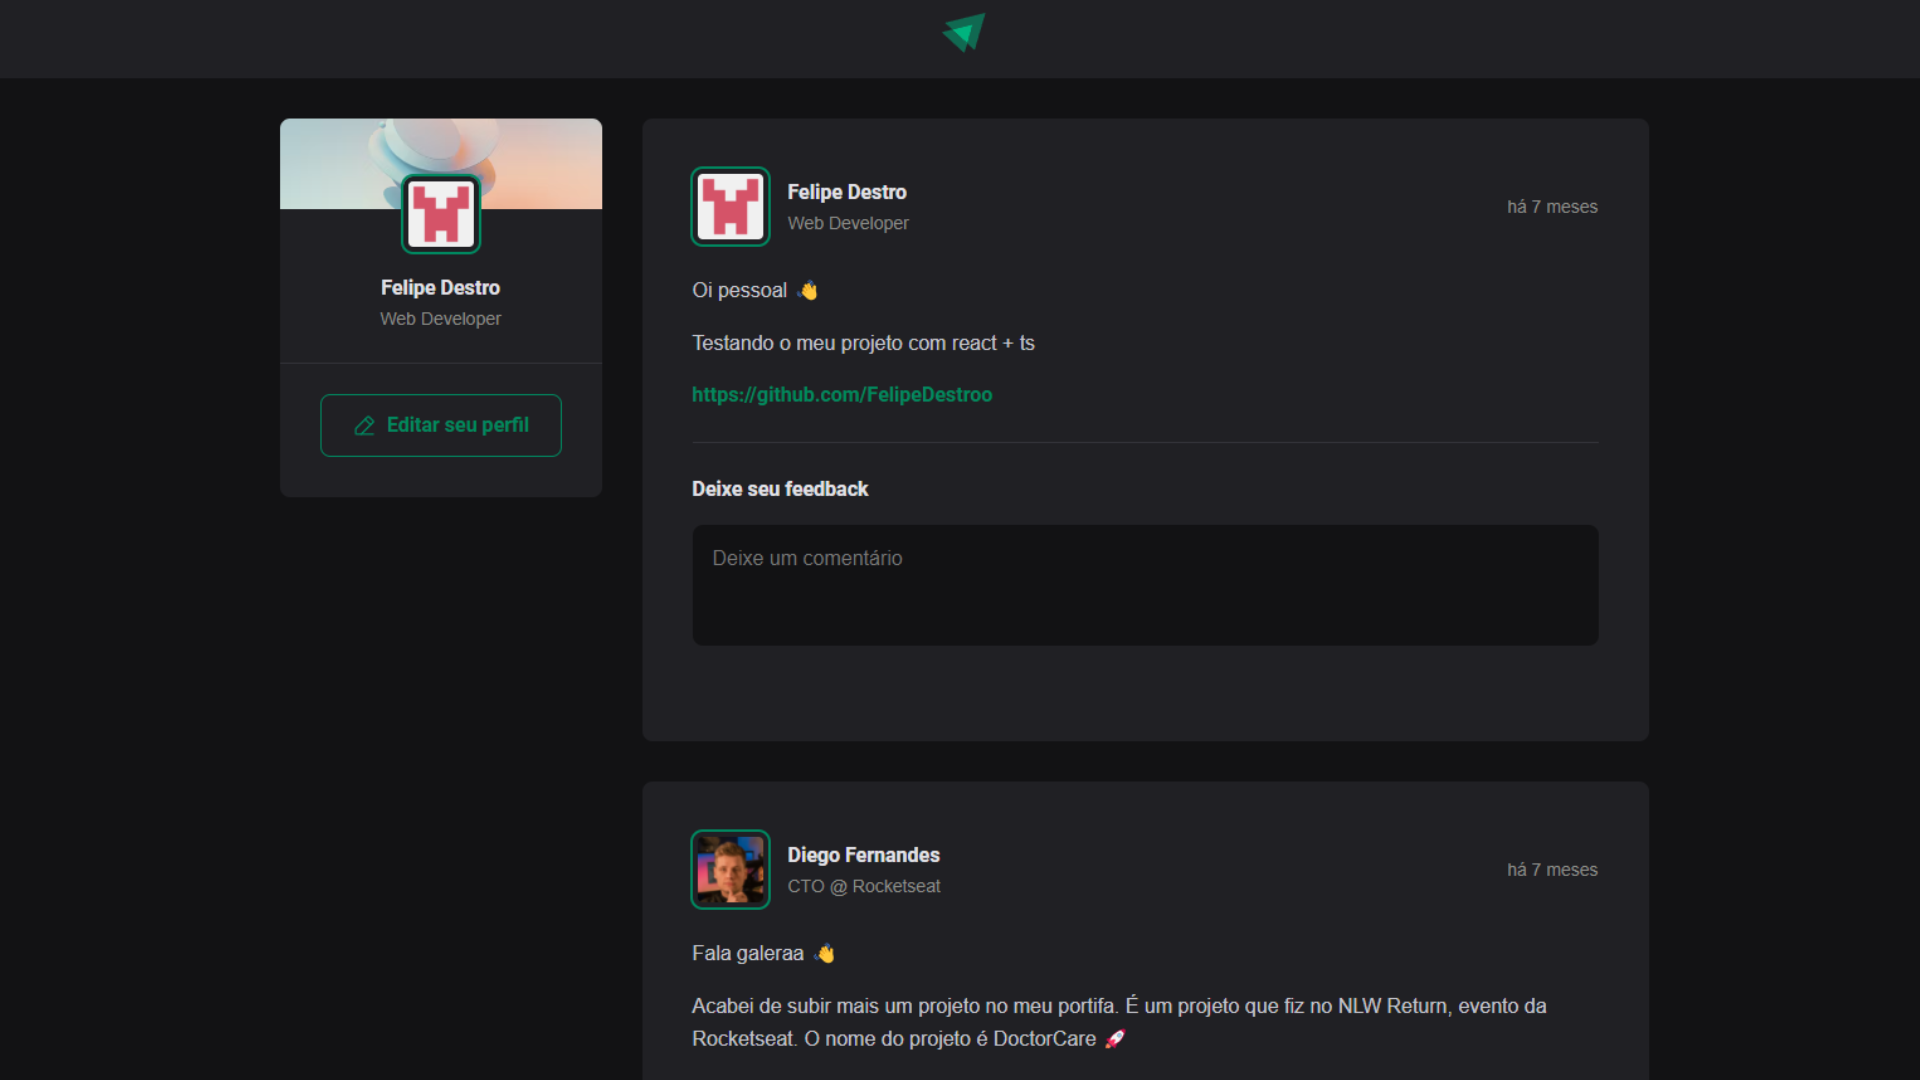 Felipe Destro
Web Developer
Editar seu perfil
Felipe Destro
Web Developer
há 7 meses
Oi pessoal 👋
Testando o meu projeto com react + ts
https://github.com/FelipeDestroo
Deixe seu feedback
Deixe um comentário
Diego Fernandes
CTO @ Rocketseat
há 7 meses
Fala galeraa 👋
Acabei de subir mais um projeto no meu portifa. É um projeto que fiz no NLW Return, evento da
Rocketseat. O nome do projeto é DoctorCare 🚀